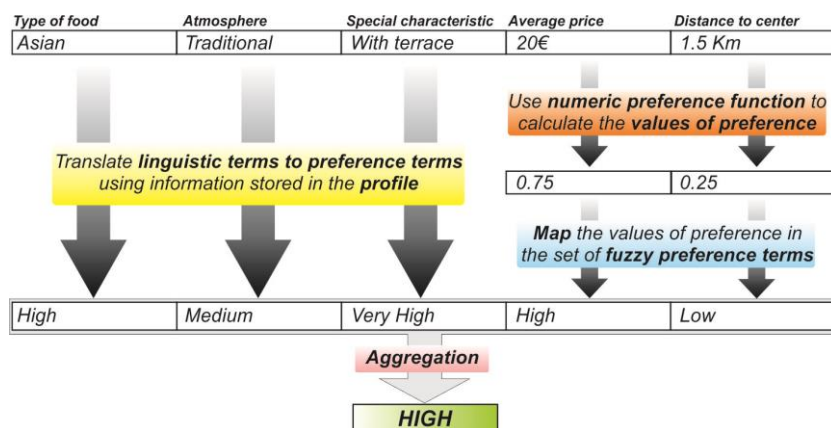 Type of food Atmosphere Special characteristic Average price Distance to center
Asian Traditional With terrace 20€ 1.5 Km
Use numeric preference function to
calculate the values of preference
Translate linguistic terms to preference terms
using information stored in the profile
0.75 0.25
Map the values of preference in
the set of fuzzy preference terms
High Medium Very High High Low
Aggregation
HIGH